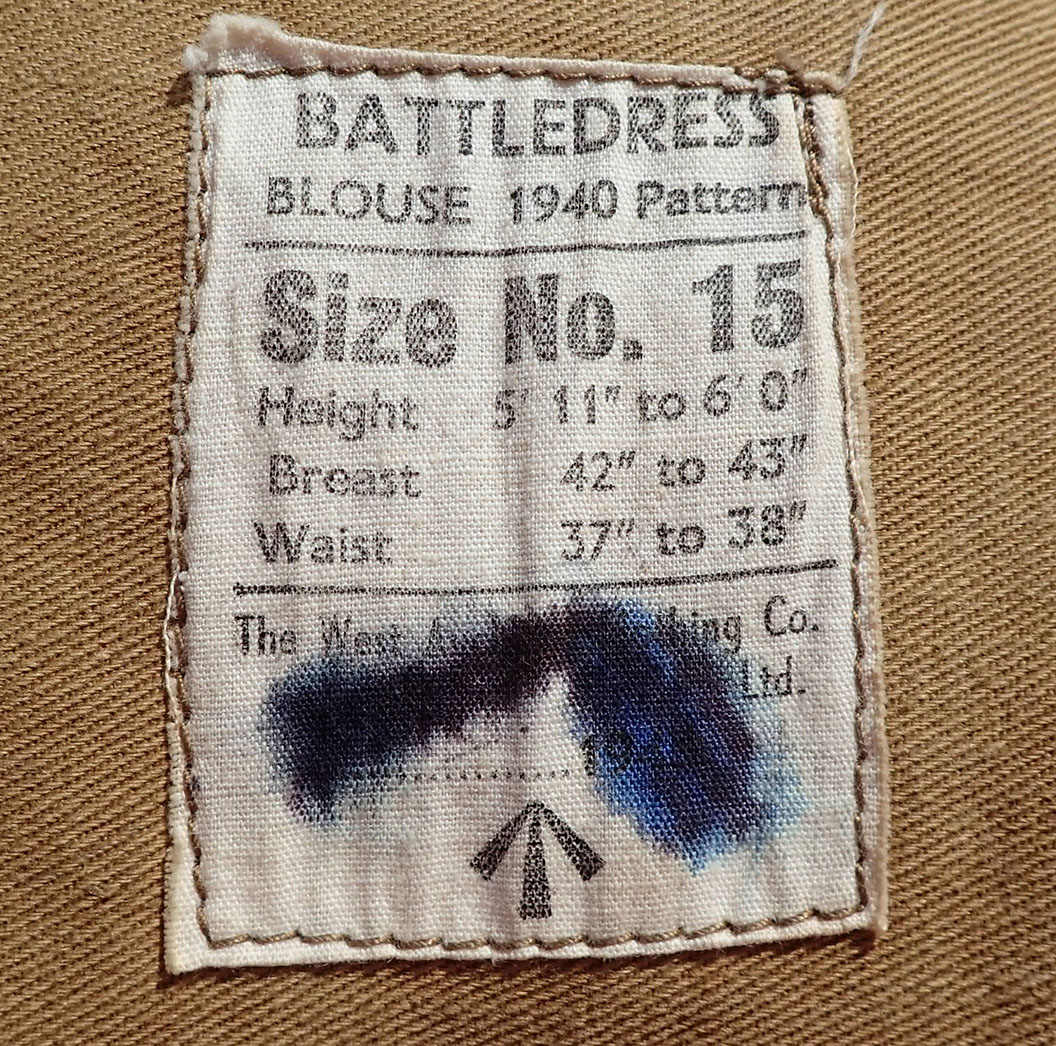 BATTLEDRESS
BLOUSE 1940 Pattern
Size No. 15
Height 5' 11" to 6' 0"
Breast 42" to 43"
Waist 37" to 38"
The West Co.
Ltd.